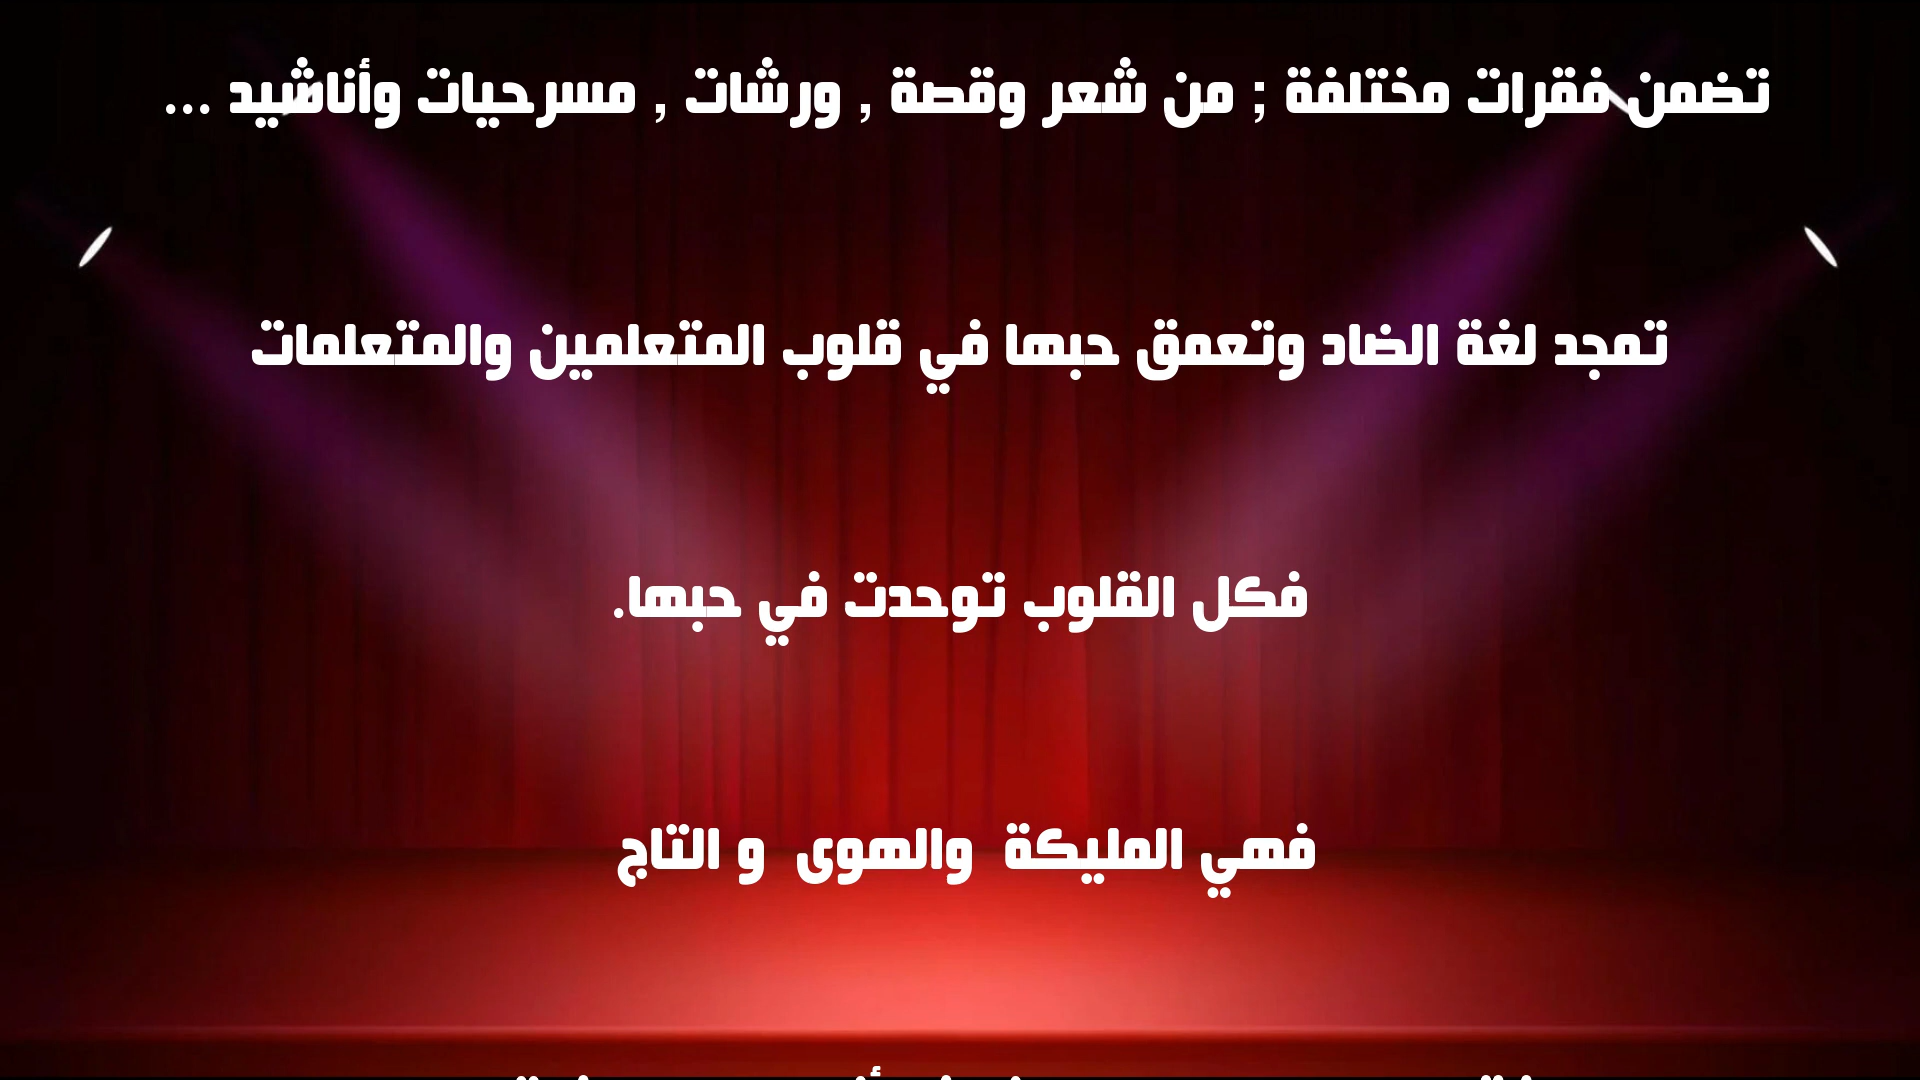 تضمن فقرات مختلفة ; من شعر وقصة , ورشات , مسرحيات وأناشيد ...
تمجد لغة الضاد وتعمق حبها في قلوب المتعلمين والمتعلمات
فكل القلوب توحدت في حبها.
فهي المليكة والهوى و التاج